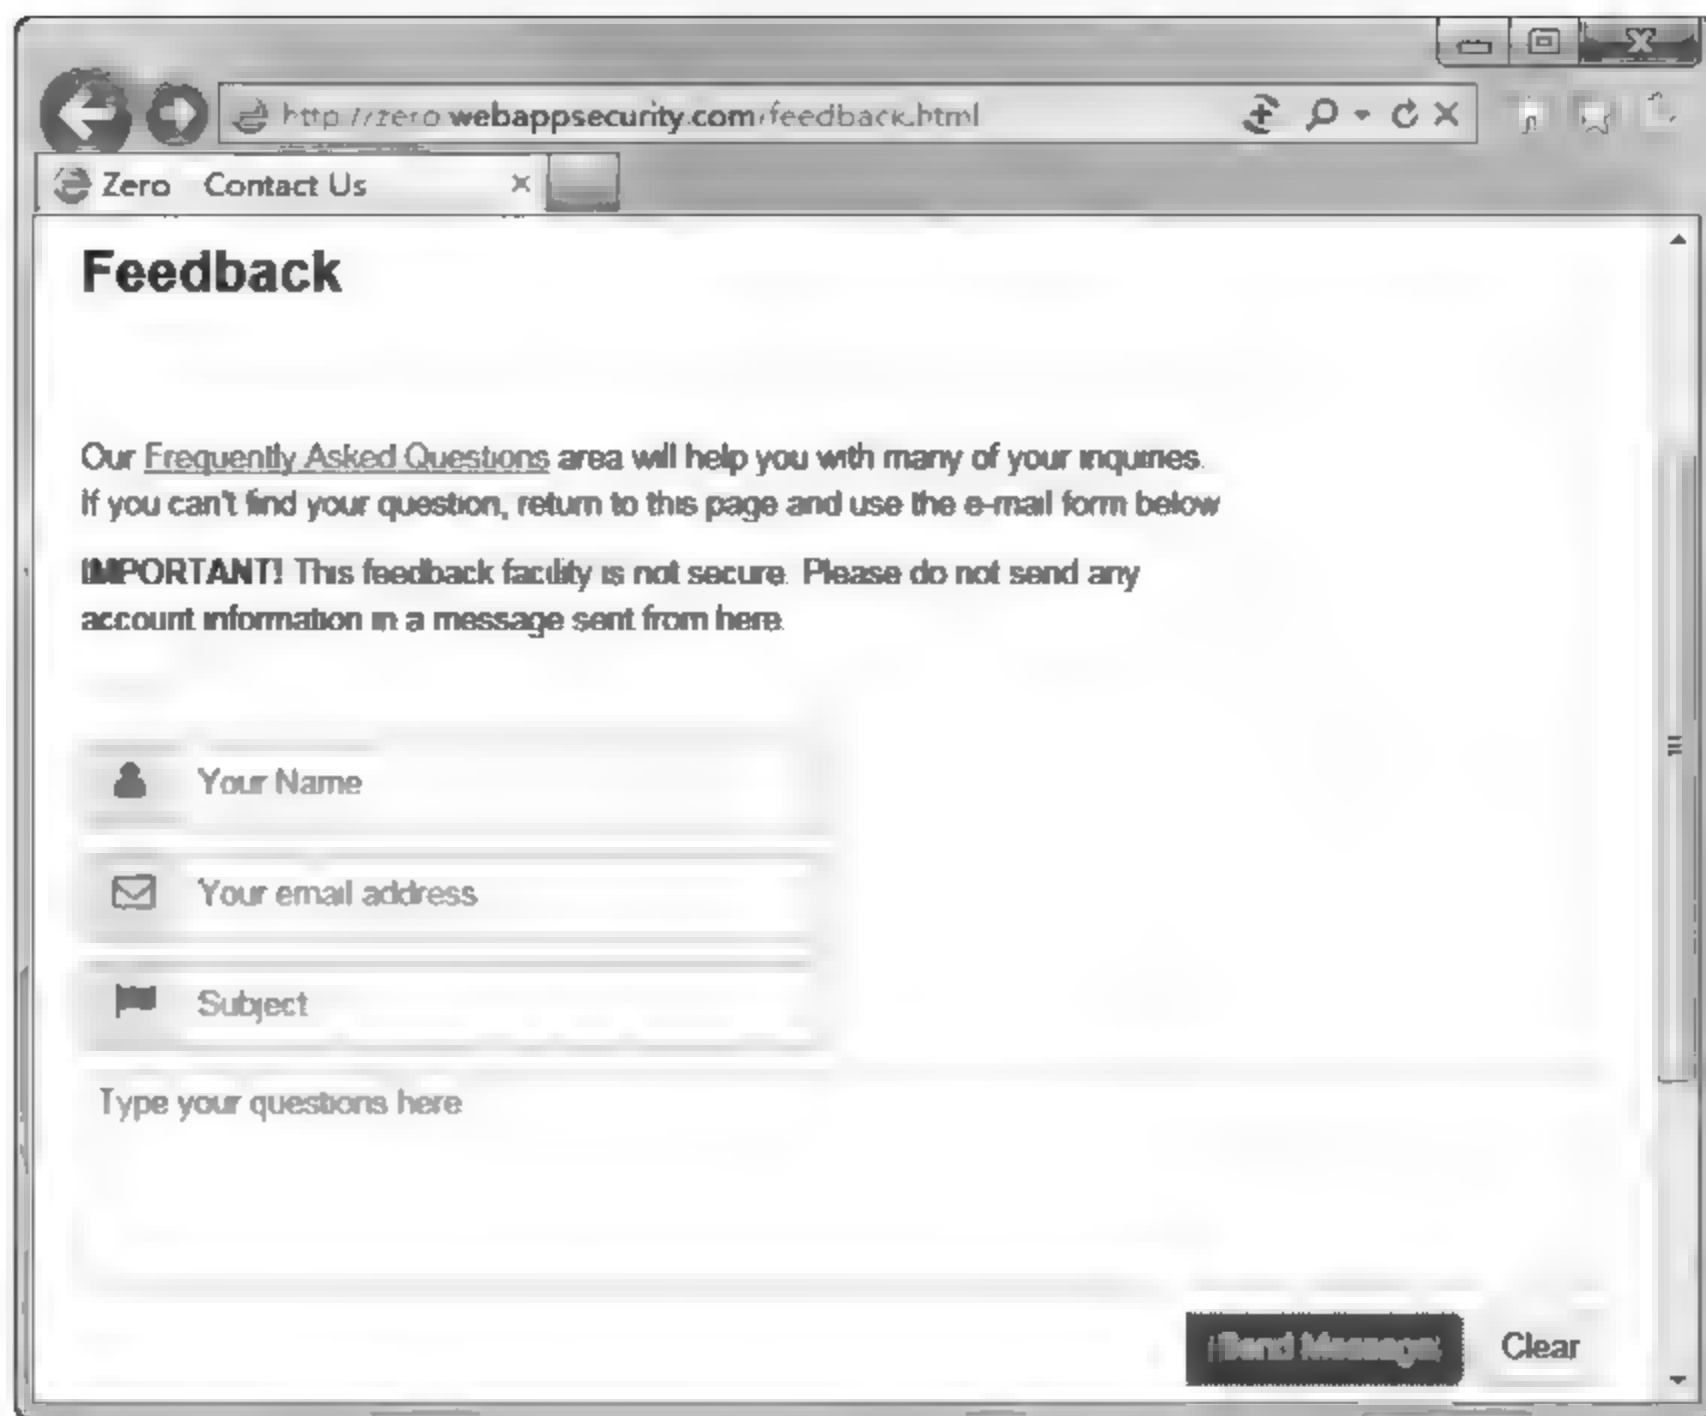 http://zero.webappsecurity.com/feedback.html
Zero Contact Us
Feedback
Our Frequently Asked Questions area will help you with many of your inquiries.
If you can't find your question, return to this page and use the e-mail form below
IMPORTANT! This feedback facility is not secure. Please do not send any
account information in a message sent from here.
Your Name
Your email address
Subject
Type your questions here
Send Message
Clear